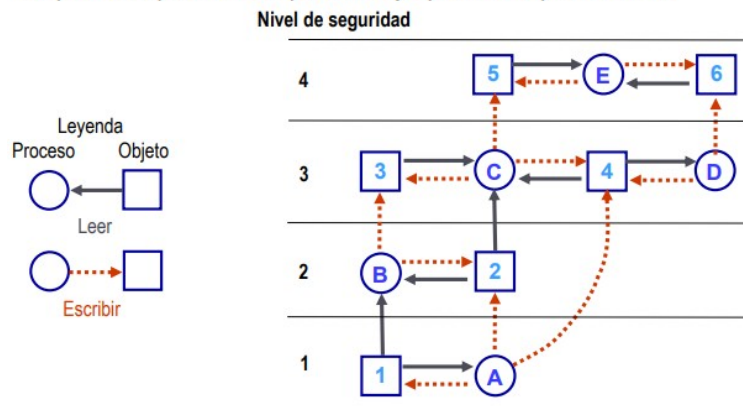 Nivel de seguridad
4
5
E
6
Leyenda
Proceso Objeto
Leer
Escribir
3
3
C
4
D
2
B
2
1
1
A